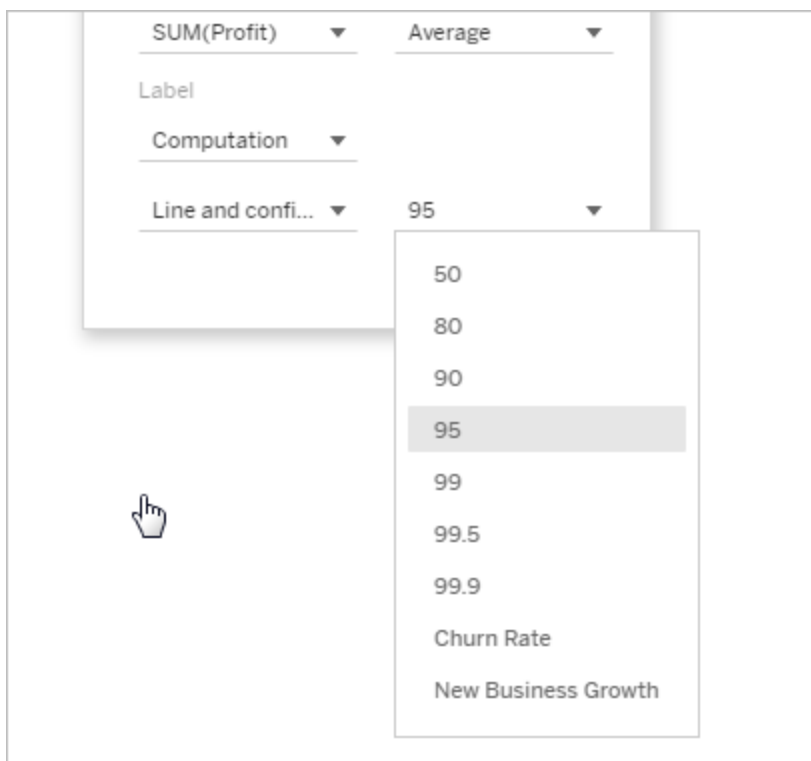 SUM(Profit) Average
Label
Computation
Line and confi... 95
50
80
90
95
99
99.5
99.9
Churn Rate
New Business Growth